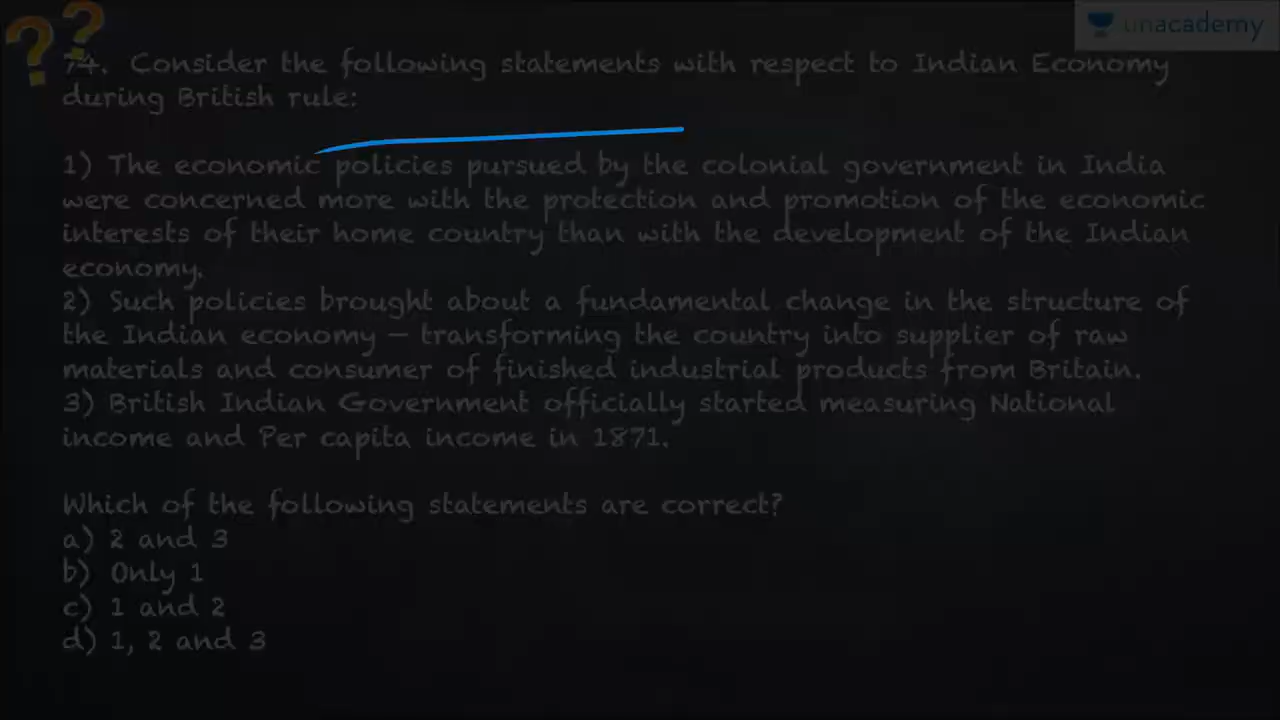 unacademy
74. Consider the following statements with respect to Indian Economy
during British rule:
1) The economic policies pursued by the colonial government in India
were concerned more with the protection and promotion of the economic
interests of their home country than with the development of the Indian
economy.
2) Such policies brought about a fundamental change in the structure of
the Indian economy — transforming the country into supplier of raw
materials and consumer of finished industrial products from Britain.
3) British Indian Government officially started measuring National
income and Per capita income in 1871.
Which of the following statements are correct?
a) 2 and 3
b) Only 1
c) 1 and 2
d) 1, 2 and 3